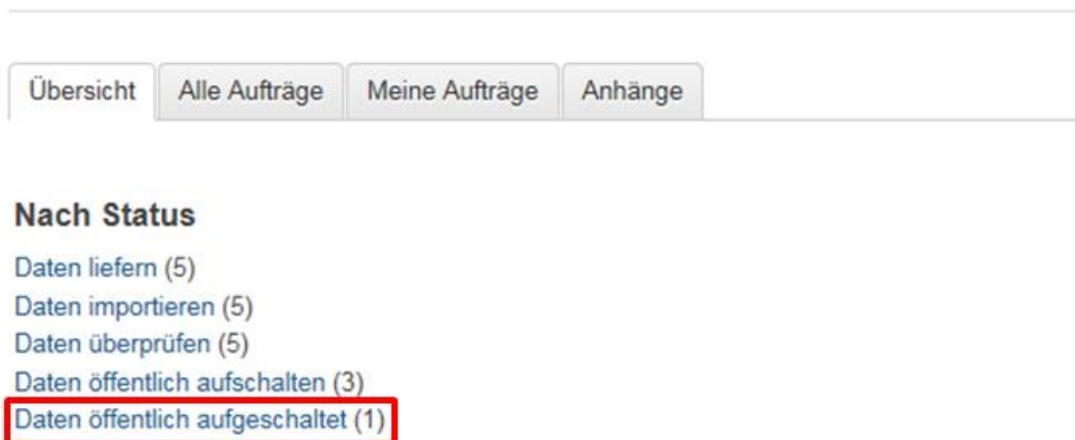 Übersicht Alle Aufträge Meine Aufträge Anhänge
Nach Status
Daten liefern (5)
Daten importieren (5)
Daten überprüfen (5)
Daten öffentlich aufschalten (3)
Daten öffentlich aufgeschaltet (1)